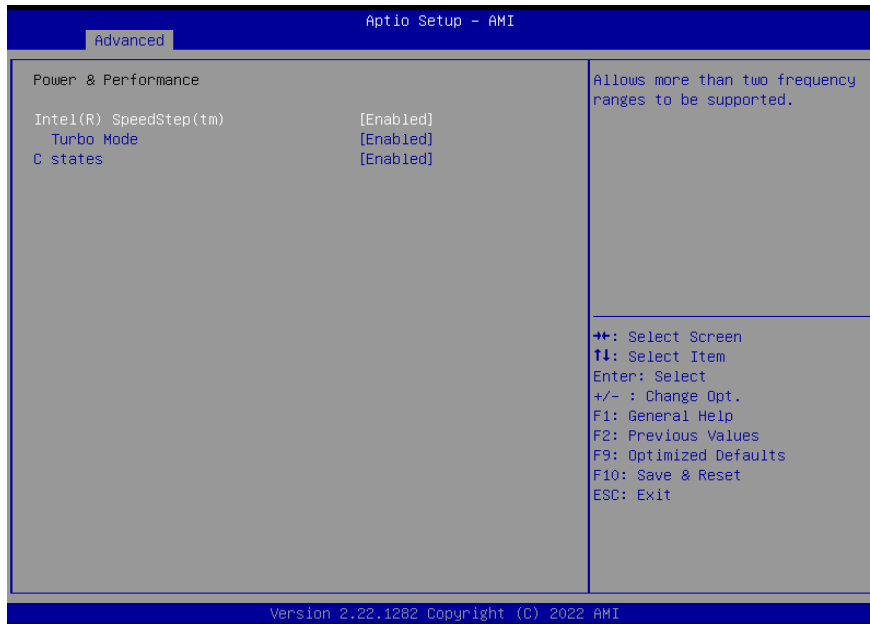 Aptio Setup - AMI
Advanced
Power & Performance
Intel(R) SpeedStep(tm) [Enabled]
Turbo Mode [Enabled]
C states [Enabled]
Allows more than two frequency
ranges to be supported.
→←: Select Screen
↑↓: Select Item
Enter: Select
+/- : Change Opt.
F1: General Help
F2: Previous Values
F9: Optimized Defaults
F10: Save & Reset
ESC: Exit
Version 2.22.1282 Copyright (C) 2022 AMI